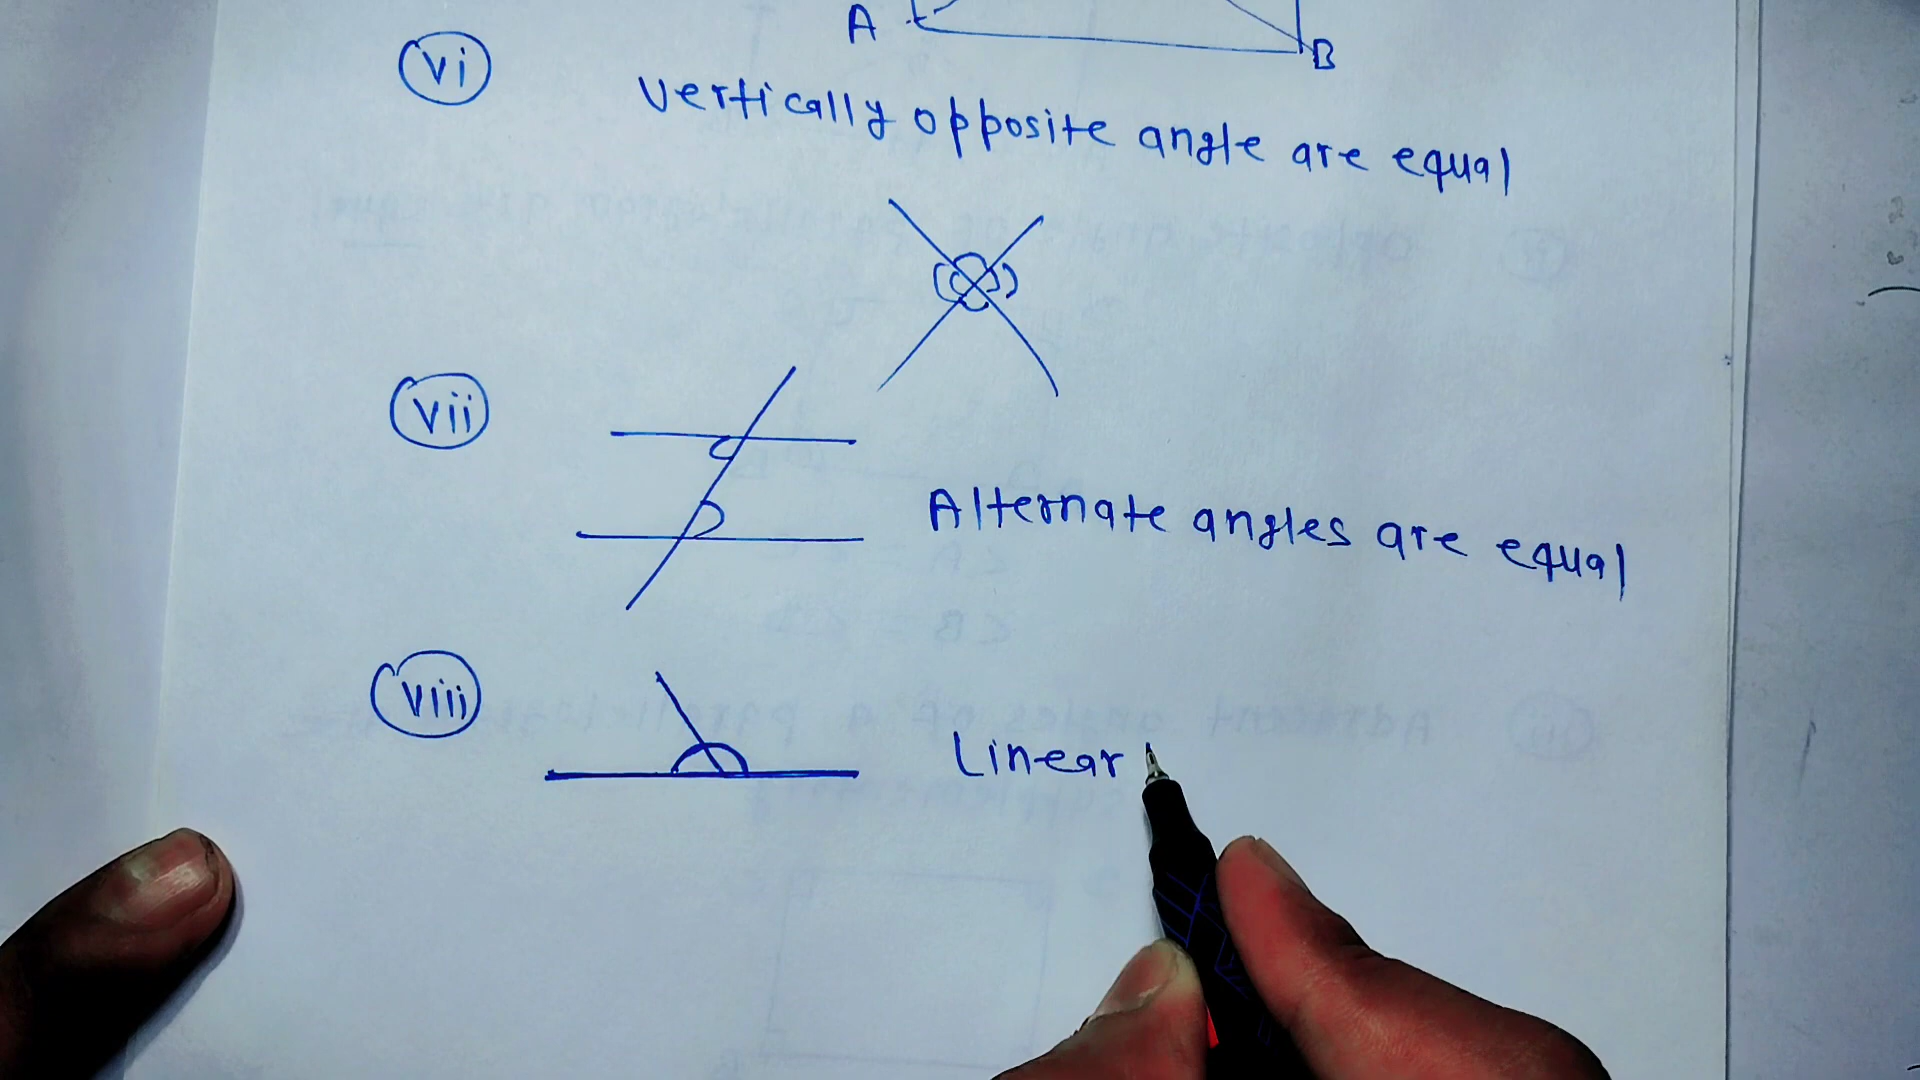 A
B
vi
Vertically opposite angle are equal
vii
Alternate angles are equal
viii
Linear